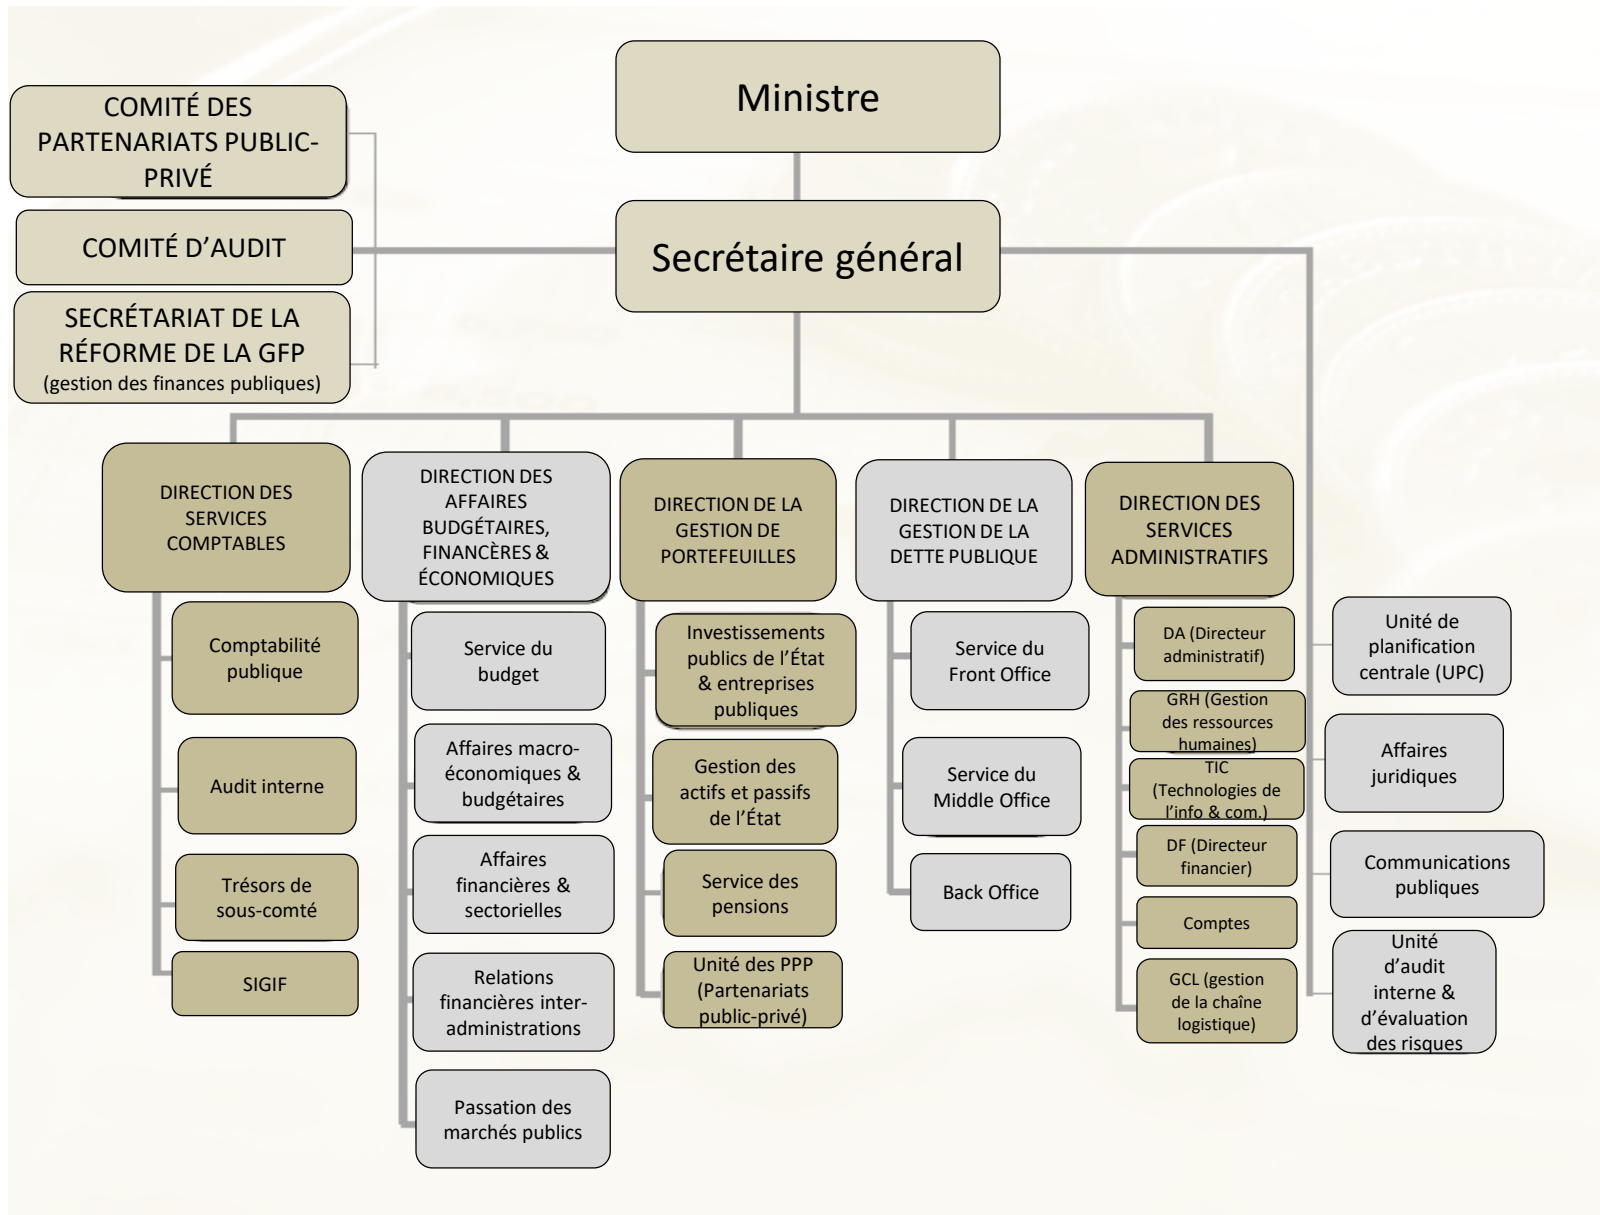 Ministre
COMITÉ DES
PARTENARIATS PUBLIC-
PRIVÉ
Secrétaire général
COMITÉ D’AUDIT
SECRÉTARIAT DE LA
RÉFORME DE LA GFP
(gestion des finances publiques)
DIRECTION DES
SERVICES
COMPTABLES
Comptabilité
publique
Audit interne
Trésors de
sous-comté
SIGIF
DIRECTION DES
AFFAIRES
BUDGÉTAIRES,
FINANCÈRES &
ÉCONOMIQUES
Service du
budget
Affaires macro-
économiques &
budgétaires
Affaires
financières &
sectorielles
Relations
financières inter-
administrations
Passation des
marchés publics
DIRECTION DE LA
GESTION DE
PORTEFEUILLES
Investissements
publics de l’État
& entreprises
publiques
Gestion des
actifs et passifs
de l’État
Service des
pensions
Unité des PPP
(Partenariats
public-privé)
DIRECTION DE LA
GESTION DE LA
DETTE PUBLIQUE
Service du
Front Office
Service du
Middle Office
Back Office
DIRECTION DES
SERVICES
ADMINISTRATIFS
DA (Directeur
administratif)
GRH (Gestion
des ressources
humaines)
TIC
(Technologies de
l’info & com.)
DF (Directeur
financier)
Comptes
GCL (gestion
de la chaîne
logistique)
Unité de
planification
centrale (UPC)
Affaires
juridiques
Communications
publiques
Unité
d’audit
interne &
d’évaluation
des risques